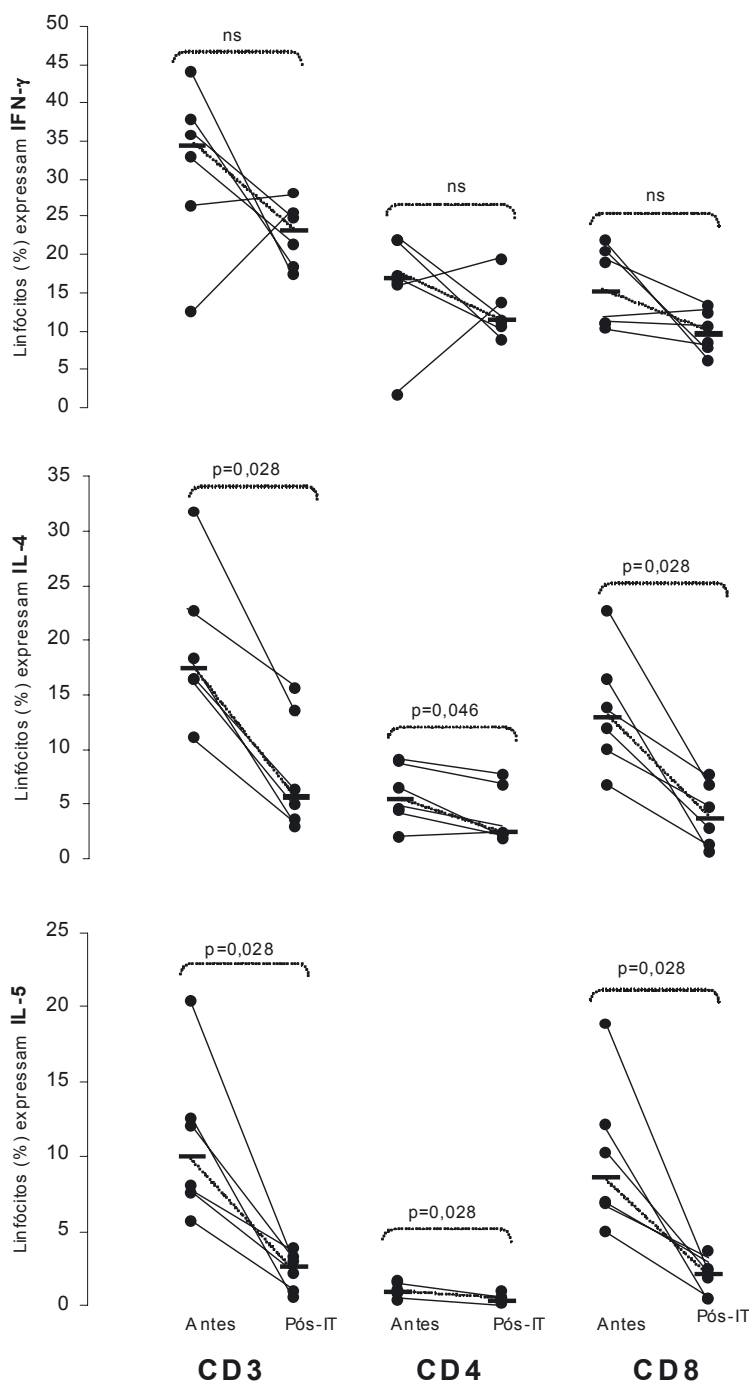 50
45
40
35
30
25
20
15
10
5
0
Linfócitos (%) expressam IFN-γ
ns
ns
ns
35
30
25
20
15
10
5
0
Linfócitos (%) expressam IL-4
p=0,028
p=0,046
p=0,028
25
20
15
10
5
0
Linfócitos (%) expressam IL-5
p=0,028
p=0,028
p=0,028
Antes Pós-IT Antes Pós-IT Antes Pós-IT
CD3 CD4 CD8